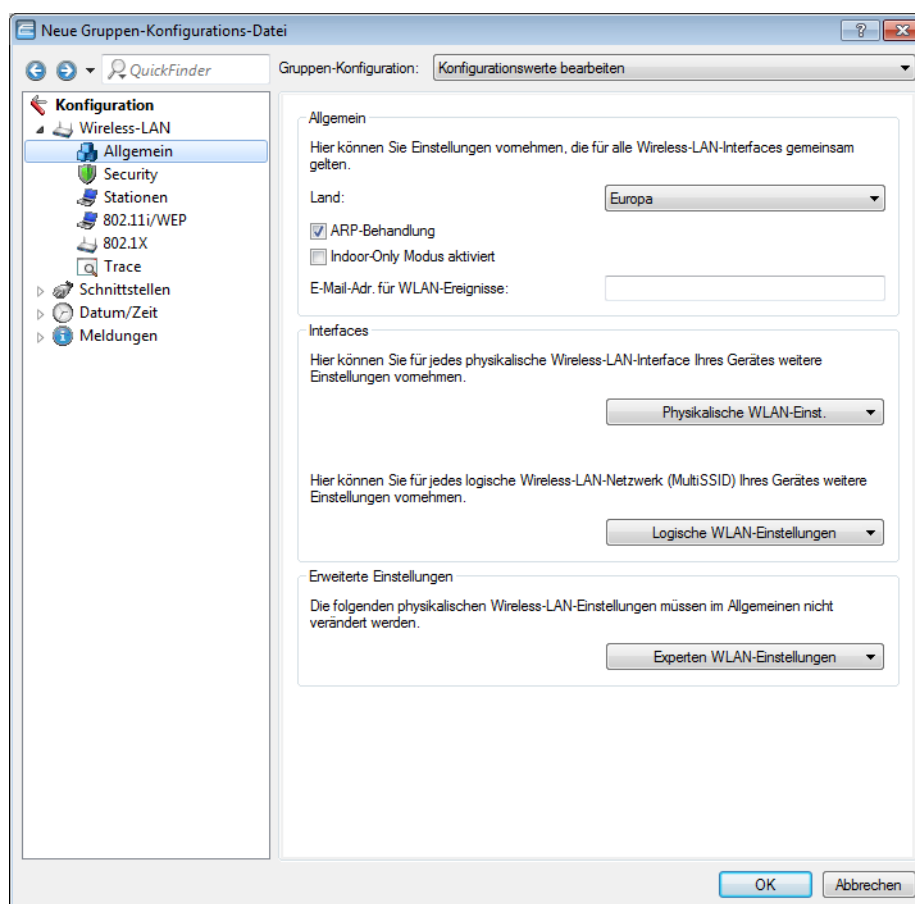 Neue Gruppen-Konfigurations-Datei
?
QuickFinder
Gruppen-Konfiguration:
Konfigurationswerte bearbeiten
Konfiguration
Wireless-LAN
Allgemein
Security
Stationen
802.11i/WEP
802.1X
Trace
Schnittstellen
Datum/Zeit
Meldungen
Allgemein
Hier können Sie Einstellungen vornehmen, die für alle Wireless-LAN-Interfaces gemeinsam
gelten.
Land:
Europa
ARP-Behandlung
Indoor-Only Modus aktiviert
E-Mail-Adr. für WLAN-Ereignisse:
Interfaces
Hier können Sie für jedes physikalische Wireless-LAN-Interface Ihres Gerätes weitere
Einstellungen vornehmen.
Physikalische WLAN-Einst.
Hier können Sie für jedes logische Wireless-LAN-Netzwerk (MultiSSID) Ihres Gerätes weitere
Einstellungen vornehmen.
Logische WLAN-Einstellungen
Erweiterte Einstellungen
Die folgenden physikalischen Wireless-LAN-Einstellungen müssen im Allgemeinen nicht
verändert werden.
Experten WLAN-Einstellungen
OK
Abbrechen